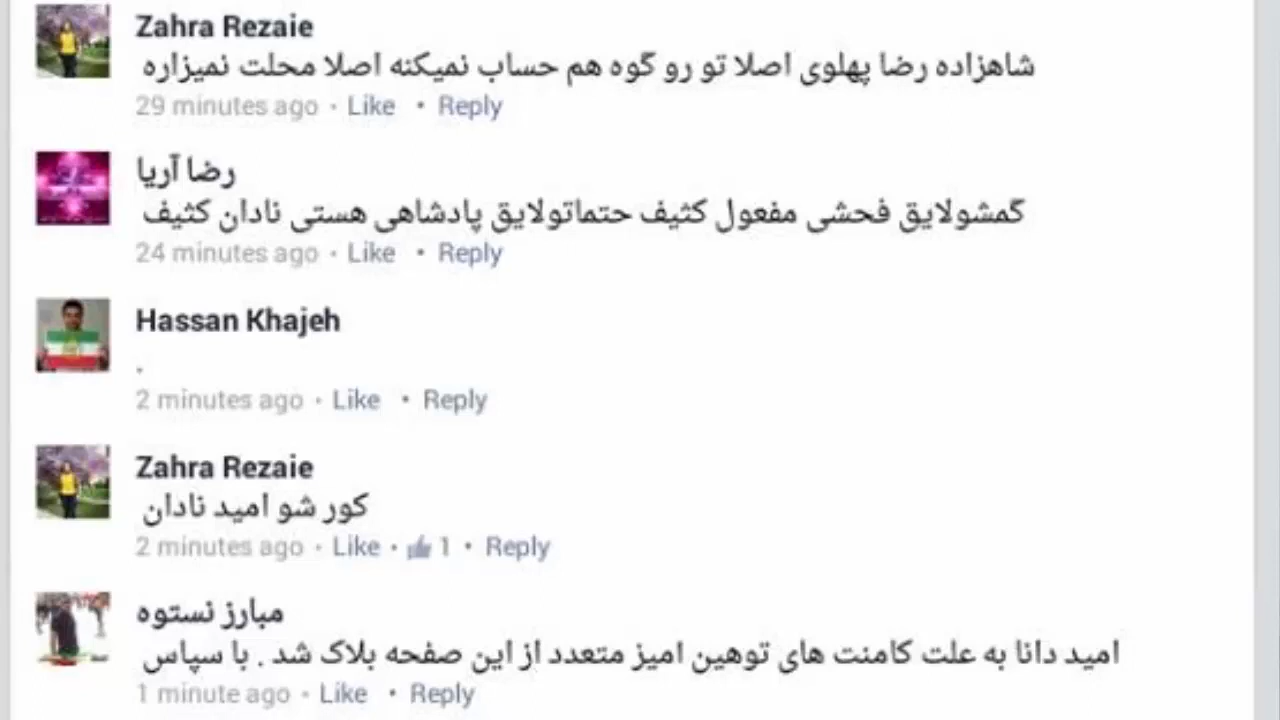 Zahra Rezaie
شاهزاده رضا پهلوی اصلا تو رو گوه هم حساب نمیکنه اصلا محلت نمیزاره
29 minutes ago · Like · Reply
رضا آریا
گمشولایق فحشی مفعول کثیف حتماتولایق پادشاهی هستی نادان کثیف
24 minutes ago · Like · Reply
Hassan Khajeh
.
2 minutes ago · Like · Reply
Zahra Rezaie
کور شو امید نادان
2 minutes ago · Like · 1 · Reply
مبارز نستوه
امید دانا به علت کامنت های توهین امیز متعدد از این صفحه بلاک شد . با سپاس
1 minute ago · Like · Reply